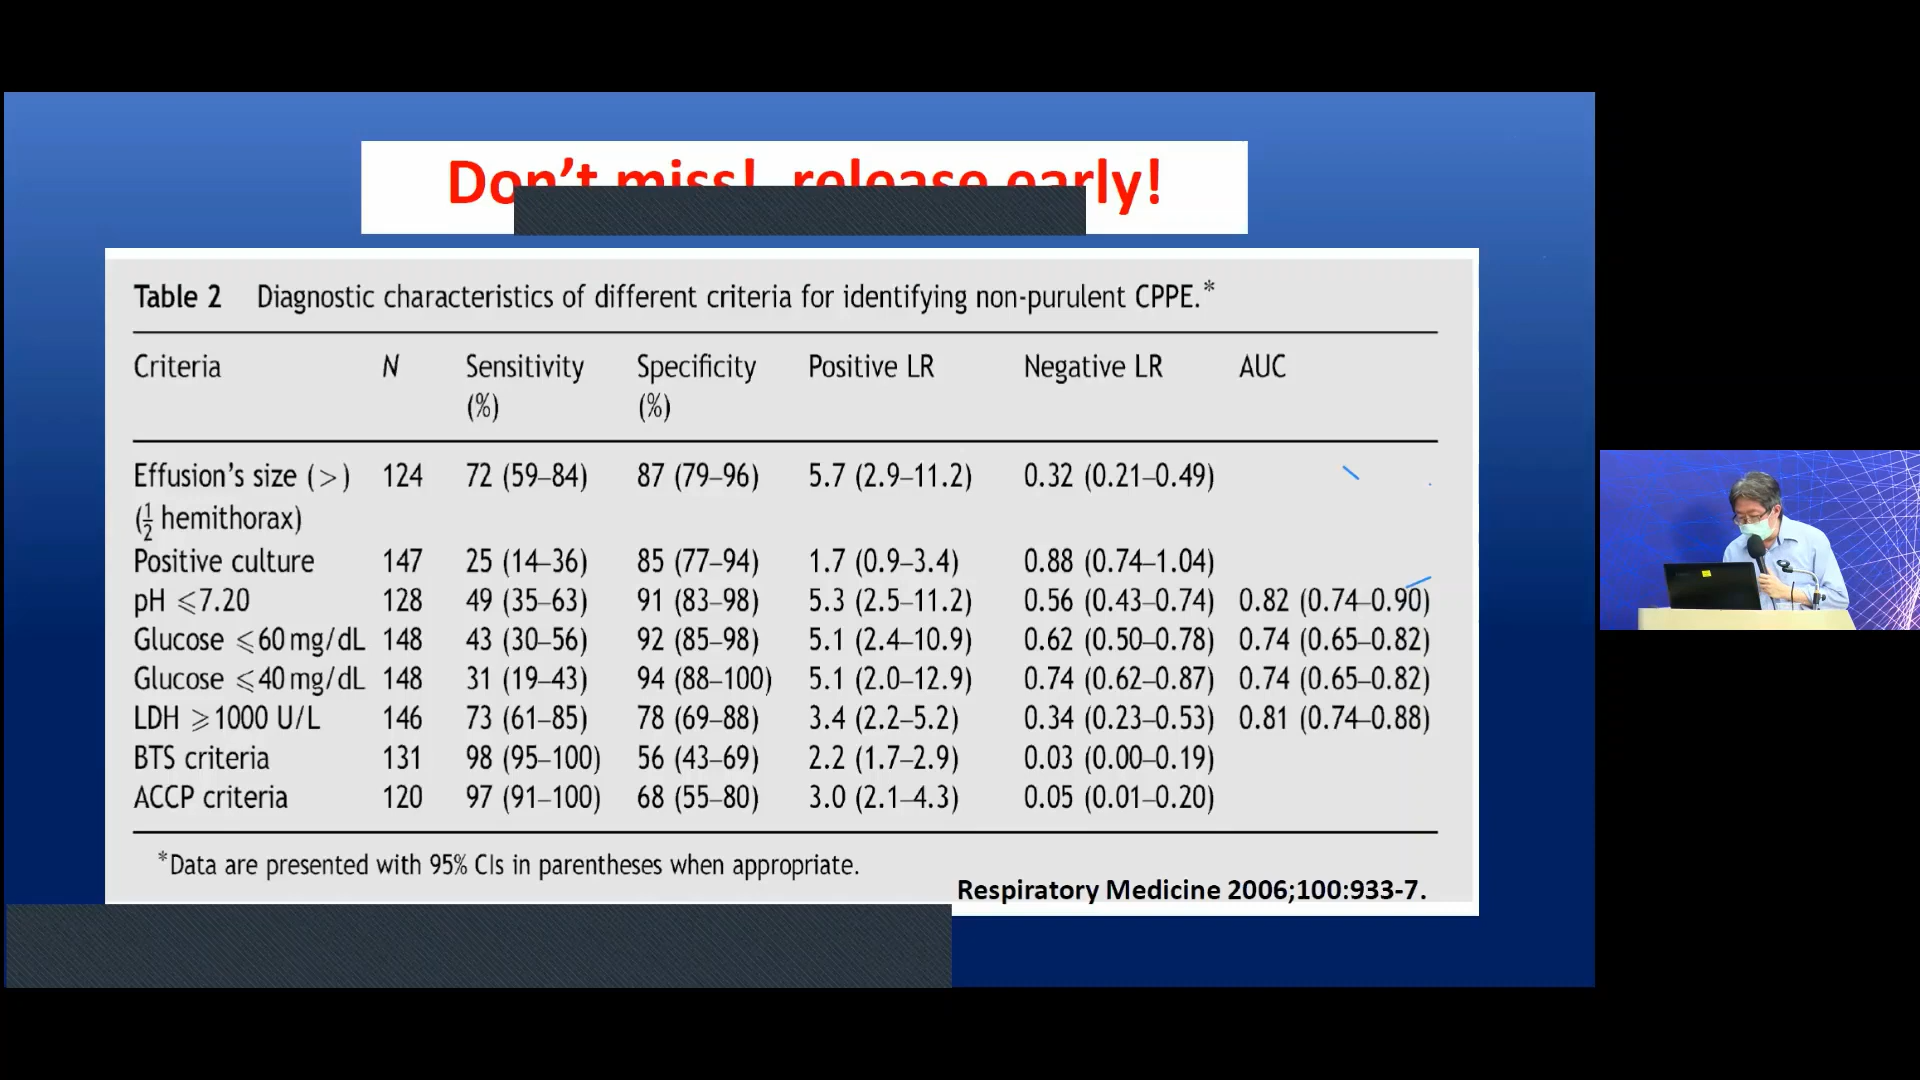 Don't miss! release early!
Table 2 Diagnostic characteristics of different criteria for identifying non-purulent CPPE.*
Criteria N Sensitivity (%) Specificity (%) Positive LR Negative LR AUC
Effusion's size (>) (½ hemithorax) 124 72 (59–84) 87 (79–96) 5.7 (2.9–11.2) 0.32 (0.21–0.49)
Positive culture 147 25 (14–36) 85 (77–94) 1.7 (0.9–3.4) 0.88 (0.74–1.04)
pH ⩽7.20 128 49 (35–63) 91 (83–98) 5.3 (2.5–11.2) 0.56 (0.43–0.74) 0.82 (0.74–0.90)
Glucose ⩽60 mg/dL 148 43 (30–56) 92 (85–98) 5.1 (2.4–10.9) 0.62 (0.50–0.78) 0.74 (0.65–0.82)
Glucose ⩽40 mg/dL 148 31 (19–43) 94 (88–100) 5.1 (2.0–12.9) 0.74 (0.62–0.87) 0.74 (0.65–0.82)
LDH ⩾1000 U/L 146 73 (61–85) 78 (69–88) 3.4 (2.2–5.2) 0.34 (0.23–0.53) 0.81 (0.74–0.88)
BTS criteria 131 98 (95–100) 56 (43–69) 2.2 (1.7–2.9) 0.03 (0.00–0.19)
ACCP criteria 120 97 (91–100) 68 (55–80) 3.0 (2.1–4.3) 0.05 (0.01–0.20)
*Data are presented with 95% CIs in parentheses when appropriate.
Respiratory Medicine 2006;100:933-7.